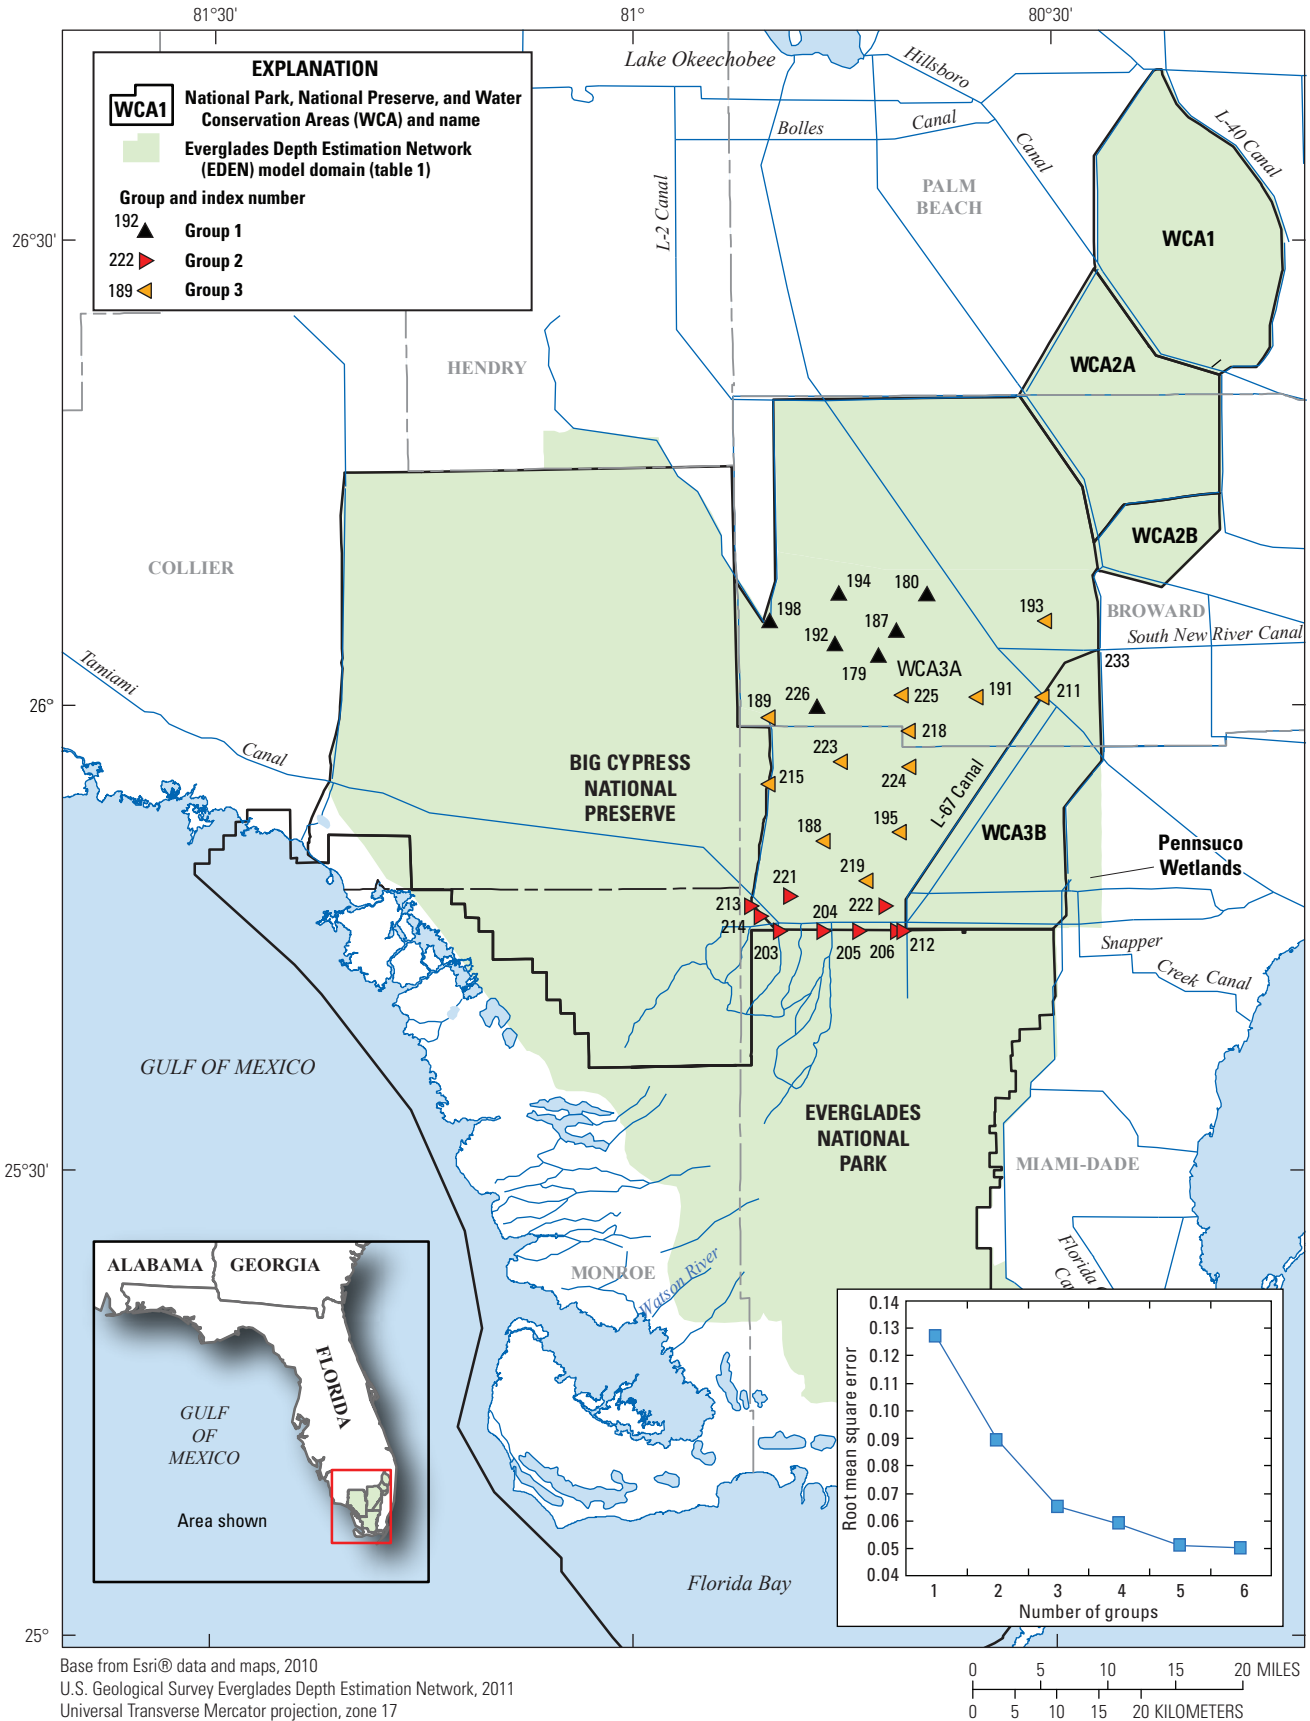 81°30'
81°
80°30'
EXPLANATION
WCA1
National Park, National Preserve, and Water
Conservation Areas (WCA) and name
Everglades Depth Estimation Network
(EDEN) model domain (table 1)
Group and index number
192 Group 1
222 Group 2
189 Group 3
Lake Okeechobee
Hillsboro
Canal
Bolles
Canal
L-2 Canal
L-40 Canal
PALM
BEACH
WCA1
26°30'
WCA2A
HENDRY
WCA2B
COLLIER
194
180
193
BROWARD
198
187
192
South New River Canal
179
WCA3A
233
Tamiami
Canal
226
225
191
211
189
26°
218
223
224
215
BIG CYPRESS
NATIONAL
PRESERVE
L-67 Canal
195
188
WCA3B
Pennsuco
Wetlands
219
221
213
222
204
214
203
205
206
212
Snapper
Creek Canal
GULF OF MEXICO
EVERGLADES
NATIONAL
PARK
25°30'
MIAMI-DADE
MONROE
Watson River
Florida
ALABAMA
GEORGIA
FLORIDA
GULF
OF
MEXICO
Area shown
Root mean square error
0.14
0.13
0.12
0.11
0.10
0.09
0.08
0.07
0.06
0.05
0.04
1 2 3 4 5 6
Number of groups
Florida Bay
25°
Base from Esri® data and maps, 2010
U.S. Geological Survey Everglades Depth Estimation Network, 2011
Universal Transverse Mercator projection, zone 17
0 5 10 15 20 MILES
0 5 10 15 20 KILOMETERS